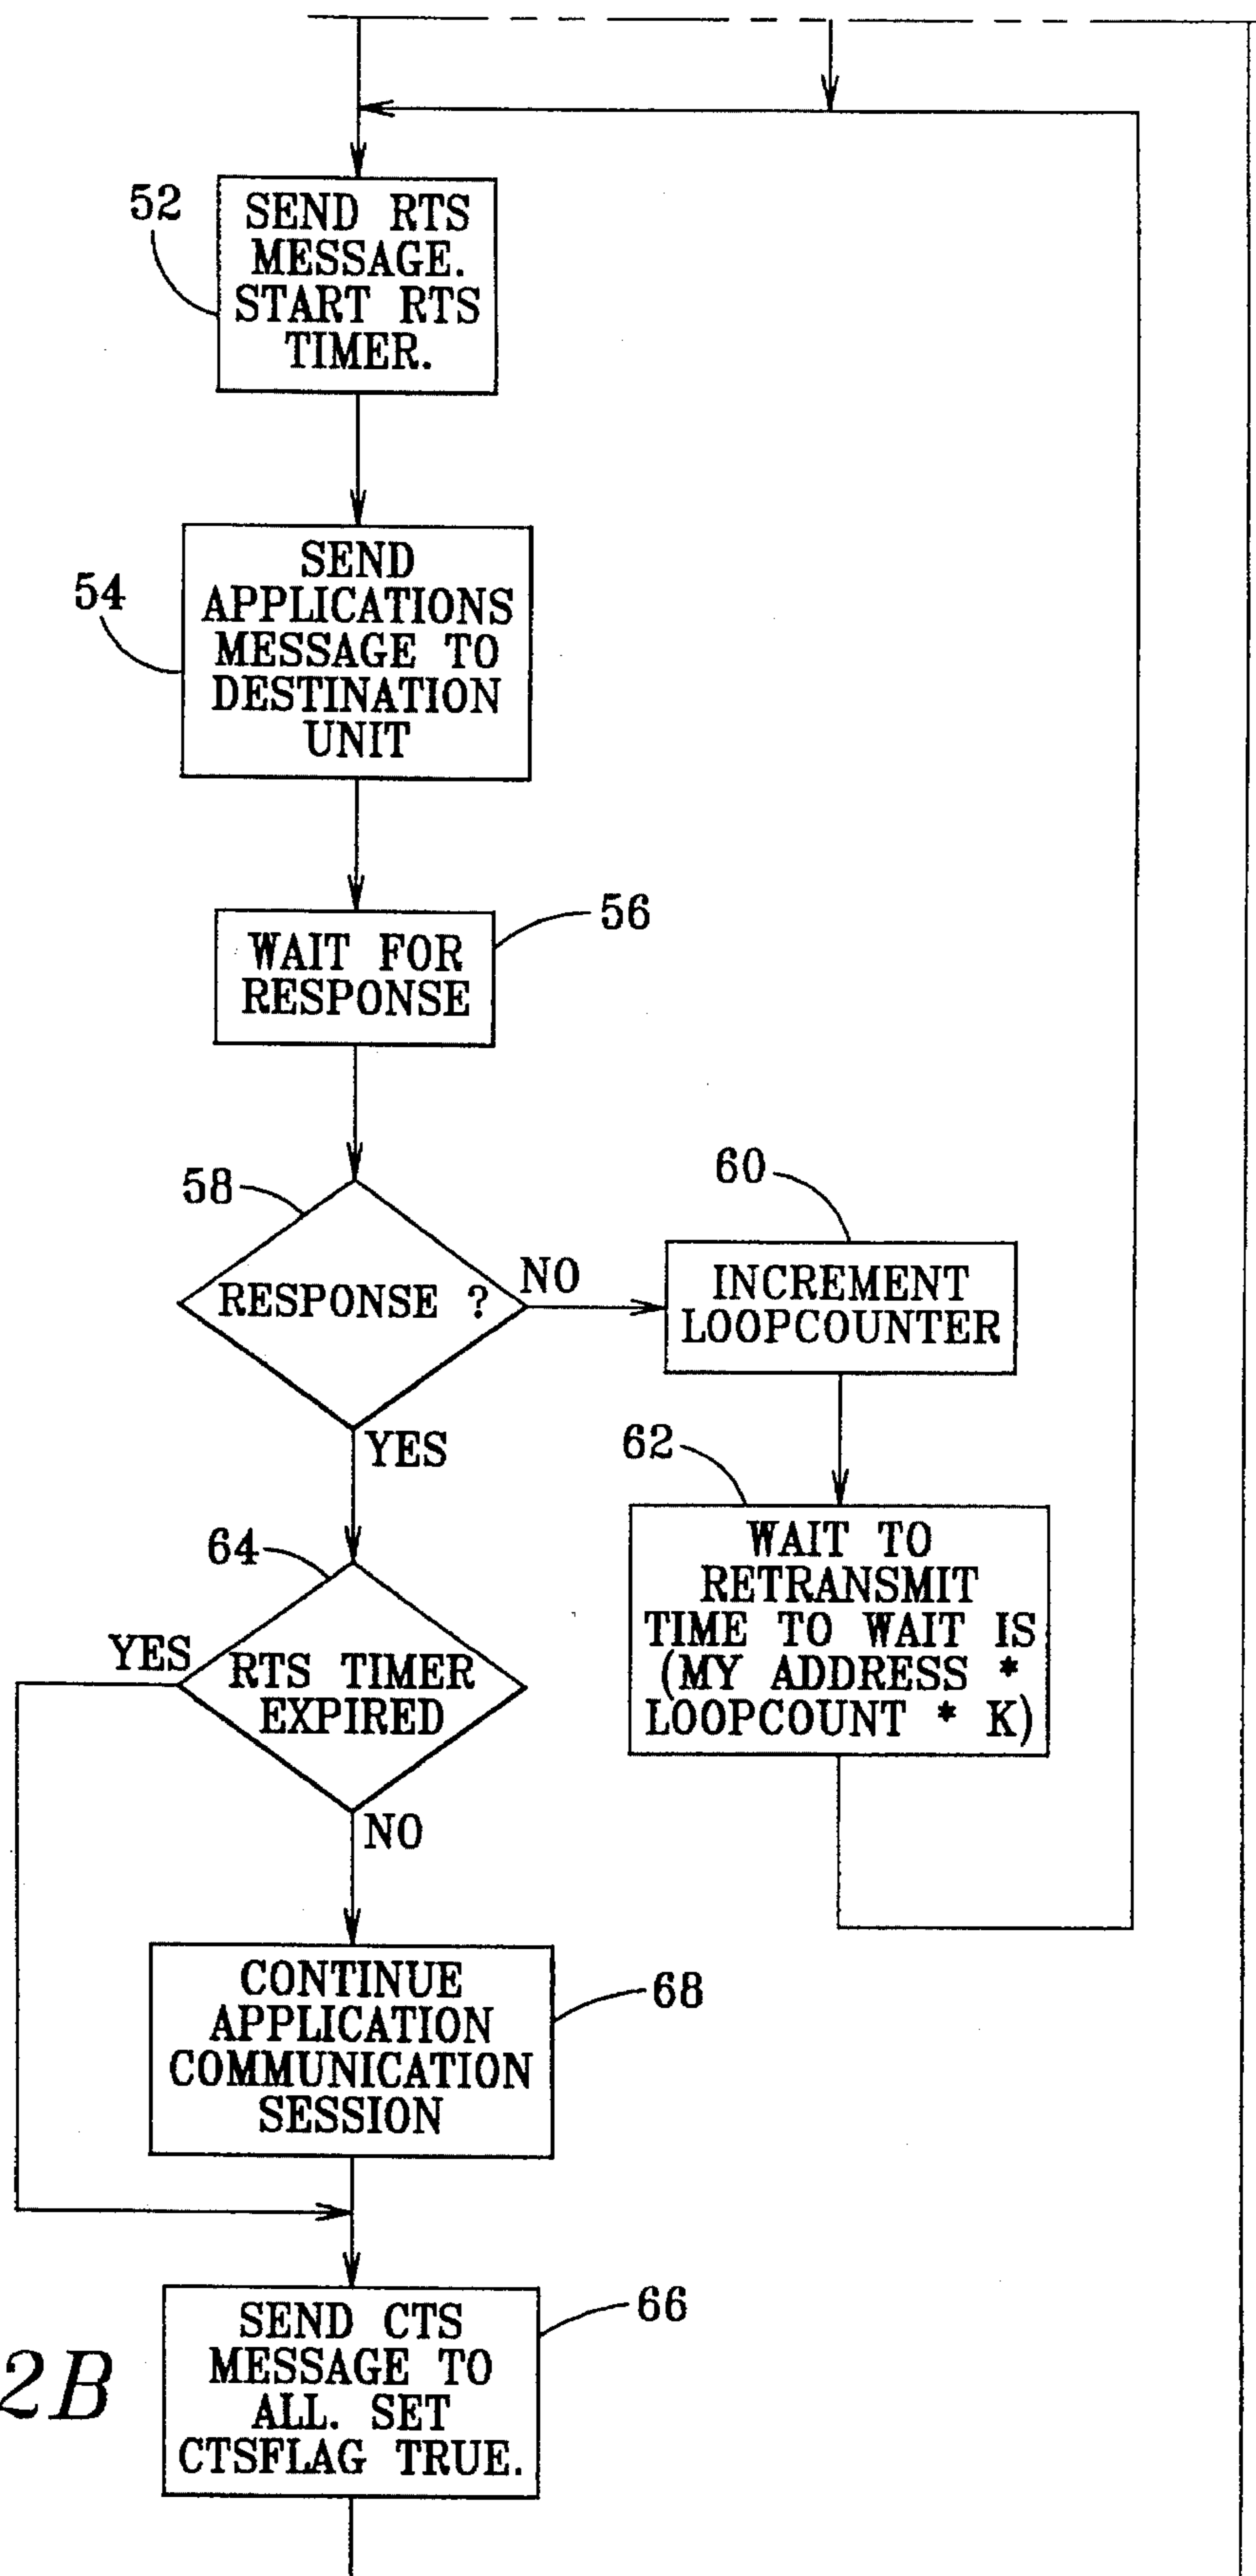 52
SEND RTS
MESSAGE.
START RTS
TIMER.
54
SEND
APPLICATIONS
MESSAGE TO
DESTINATION
UNIT
56
WAIT FOR
RESPONSE
58
RESPONSE ?
NO
YES
60
INCREMENT
LOOPCOUNTER
62
WAIT TO
RETRANSMIT
TIME TO WAIT IS
(MY ADDRESS *
LOOPCOUNT * K)
64
YES
RTS TIMER
EXPIRED
NO
68
CONTINUE
APPLICATION
COMMUNICATION
SESSION
66
SEND CTS
MESSAGE TO
ALL. SET
CTSFLAG TRUE.
2B